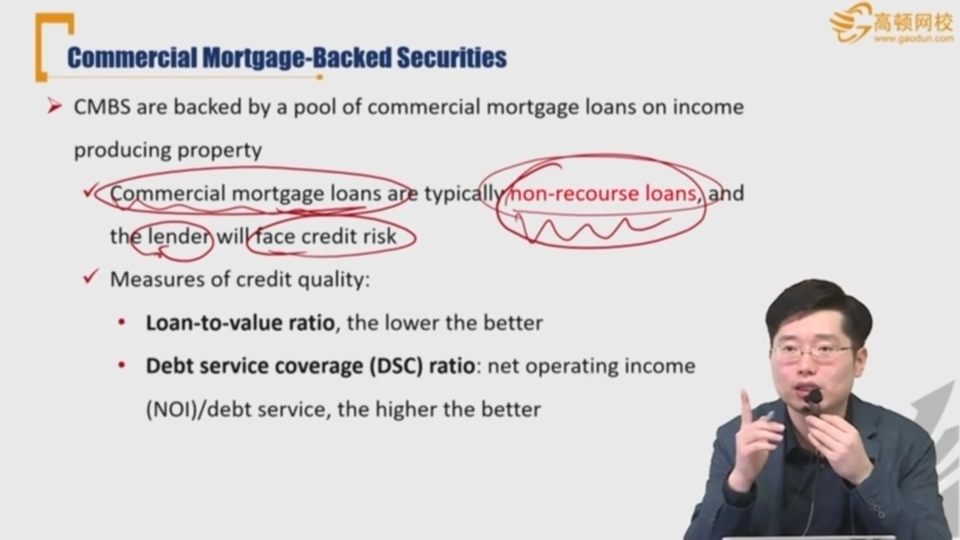 Commercial Mortgage-Backed Securities
高顿网校
www.gaodun.com
➢ CMBS are backed by a pool of commercial mortgage loans on income
producing property
✓ Commercial mortgage loans are typically non-recourse loans, and
the lender will face credit risk
✓ Measures of credit quality:
• Loan-to-value ratio, the lower the better
• Debt service coverage (DSC) ratio: net operating income
(NOI)/debt service, the higher the better